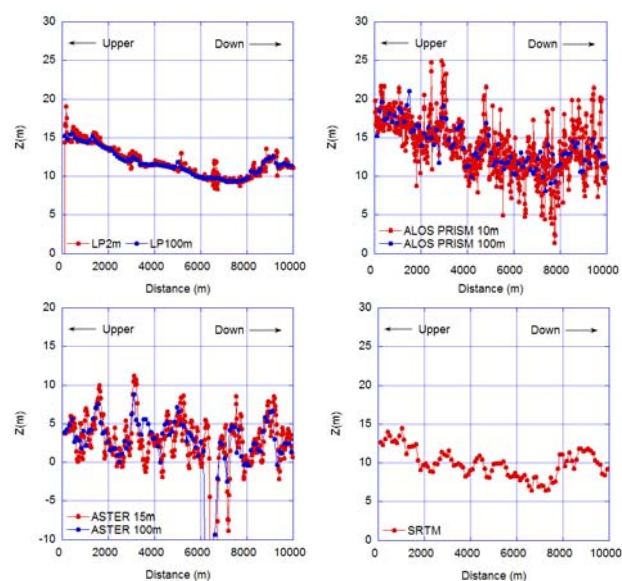 30
25
20
15
10
5
0
Z(m)
Upper
Down
LP2m
LP100m
0 2000 4000 6000 8000 10000
Distance (m)
30
25
20
15
10
5
0
Z(m)
Upper
Down
ALOS PRISM 10m
ALOS PRISM 100m
0 2000 4000 6000 8000 10000
Distance (m)
20
15
10
5
0
-5
-10
Z(m)
Upper
Down
ASTER 15m
ASTER 100m
0 2000 4000 6000 8000 10000
Distance (m)
30
25
20
15
10
5
0
Z(m)
Upper
Down
SRTM
0 2000 4000 6000 8000 10000
Distance (m)